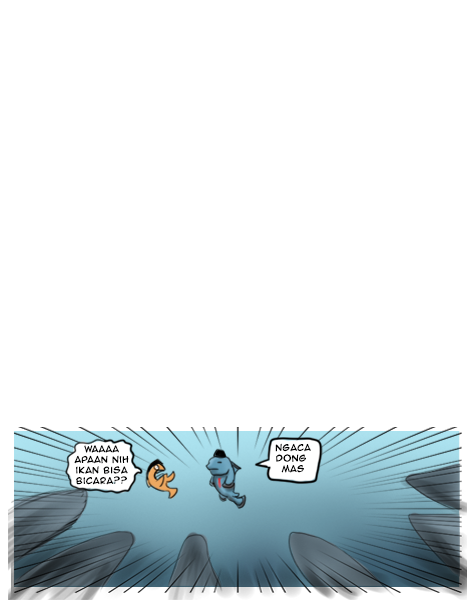 WAAAA
APAAN NIH
IKAN BISA
BICARA??
NGACA
DONG
MAS